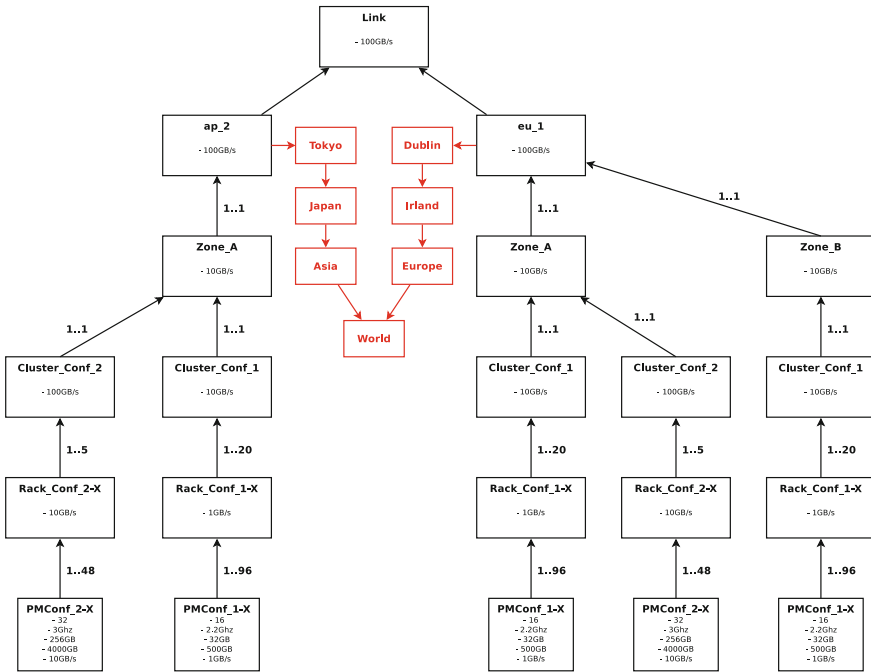 Link
- 100GB/s
ap_2
- 100GB/s
Tokyo
Dublin
eu_1
- 100GB/s
Japan
Irland
1..1
1..1
1..1
Zone_A
- 10GB/s
Asia
Europe
Zone_A
- 10GB/s
Zone_B
- 10GB/s
World
1..1
1..1
1..1
1..1
1..1
Cluster_Conf_2
- 100GB/s
Cluster_Conf_1
- 10GB/s
Cluster_Conf_1
- 10GB/s
Cluster_Conf_2
- 100GB/s
Cluster_Conf_1
- 10GB/s
1..5
1..20
1..20
1..5
1..20
Rack_Conf_2-X
- 10GB/s
Rack_Conf_1-X
- 1GB/s
Rack_Conf_1-X
- 1GB/s
Rack_Conf_2-X
- 10GB/s
Rack_Conf_1-X
- 1GB/s
1..48
1..96
1..96
1..48
1..96
PMConf_2-X
- 32
- 3Ghz
- 256GB
- 4000GB
- 10GB/s
PMConf_1-X
- 16
- 2.2Ghz
- 32GB
- 500GB
- 1GB/s
PMConf_1-X
- 16
- 2.2Ghz
- 32GB
- 500GB
- 1GB/s
PMConf_2-X
- 32
- 3Ghz
- 256GB
- 4000GB
- 10GB/s
PMConf_1-X
- 16
- 2.2Ghz
- 32GB
- 500GB
- 1GB/s